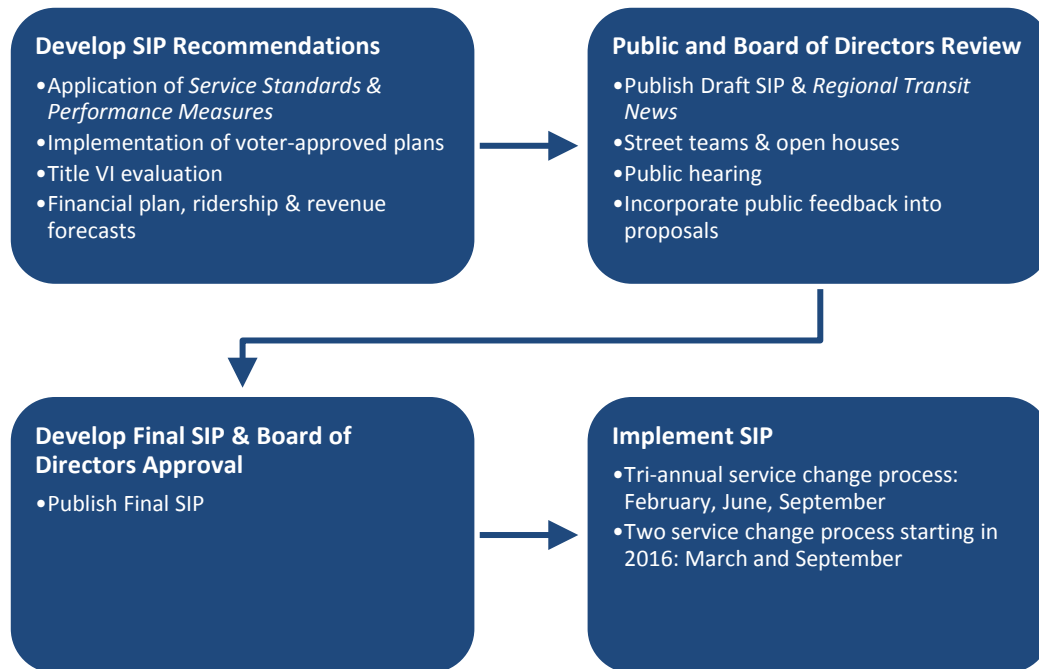 Develop SIP Recommendations
•Application of Service Standards &
Performance Measures
•Implementation of voter-approved plans
•Title VI evaluation
•Financial plan, ridership & revenue
forecasts
Public and Board of Directors Review
•Publish Draft SIP & Regional Transit
News
•Street teams & open houses
•Public hearing
•Incorporate public feedback into
proposals
Develop Final SIP & Board of
Directors Approval
•Publish Final SIP
Implement SIP
•Tri-annual service change process:
February, June, September
•Two service change process starting in
2016: March and September